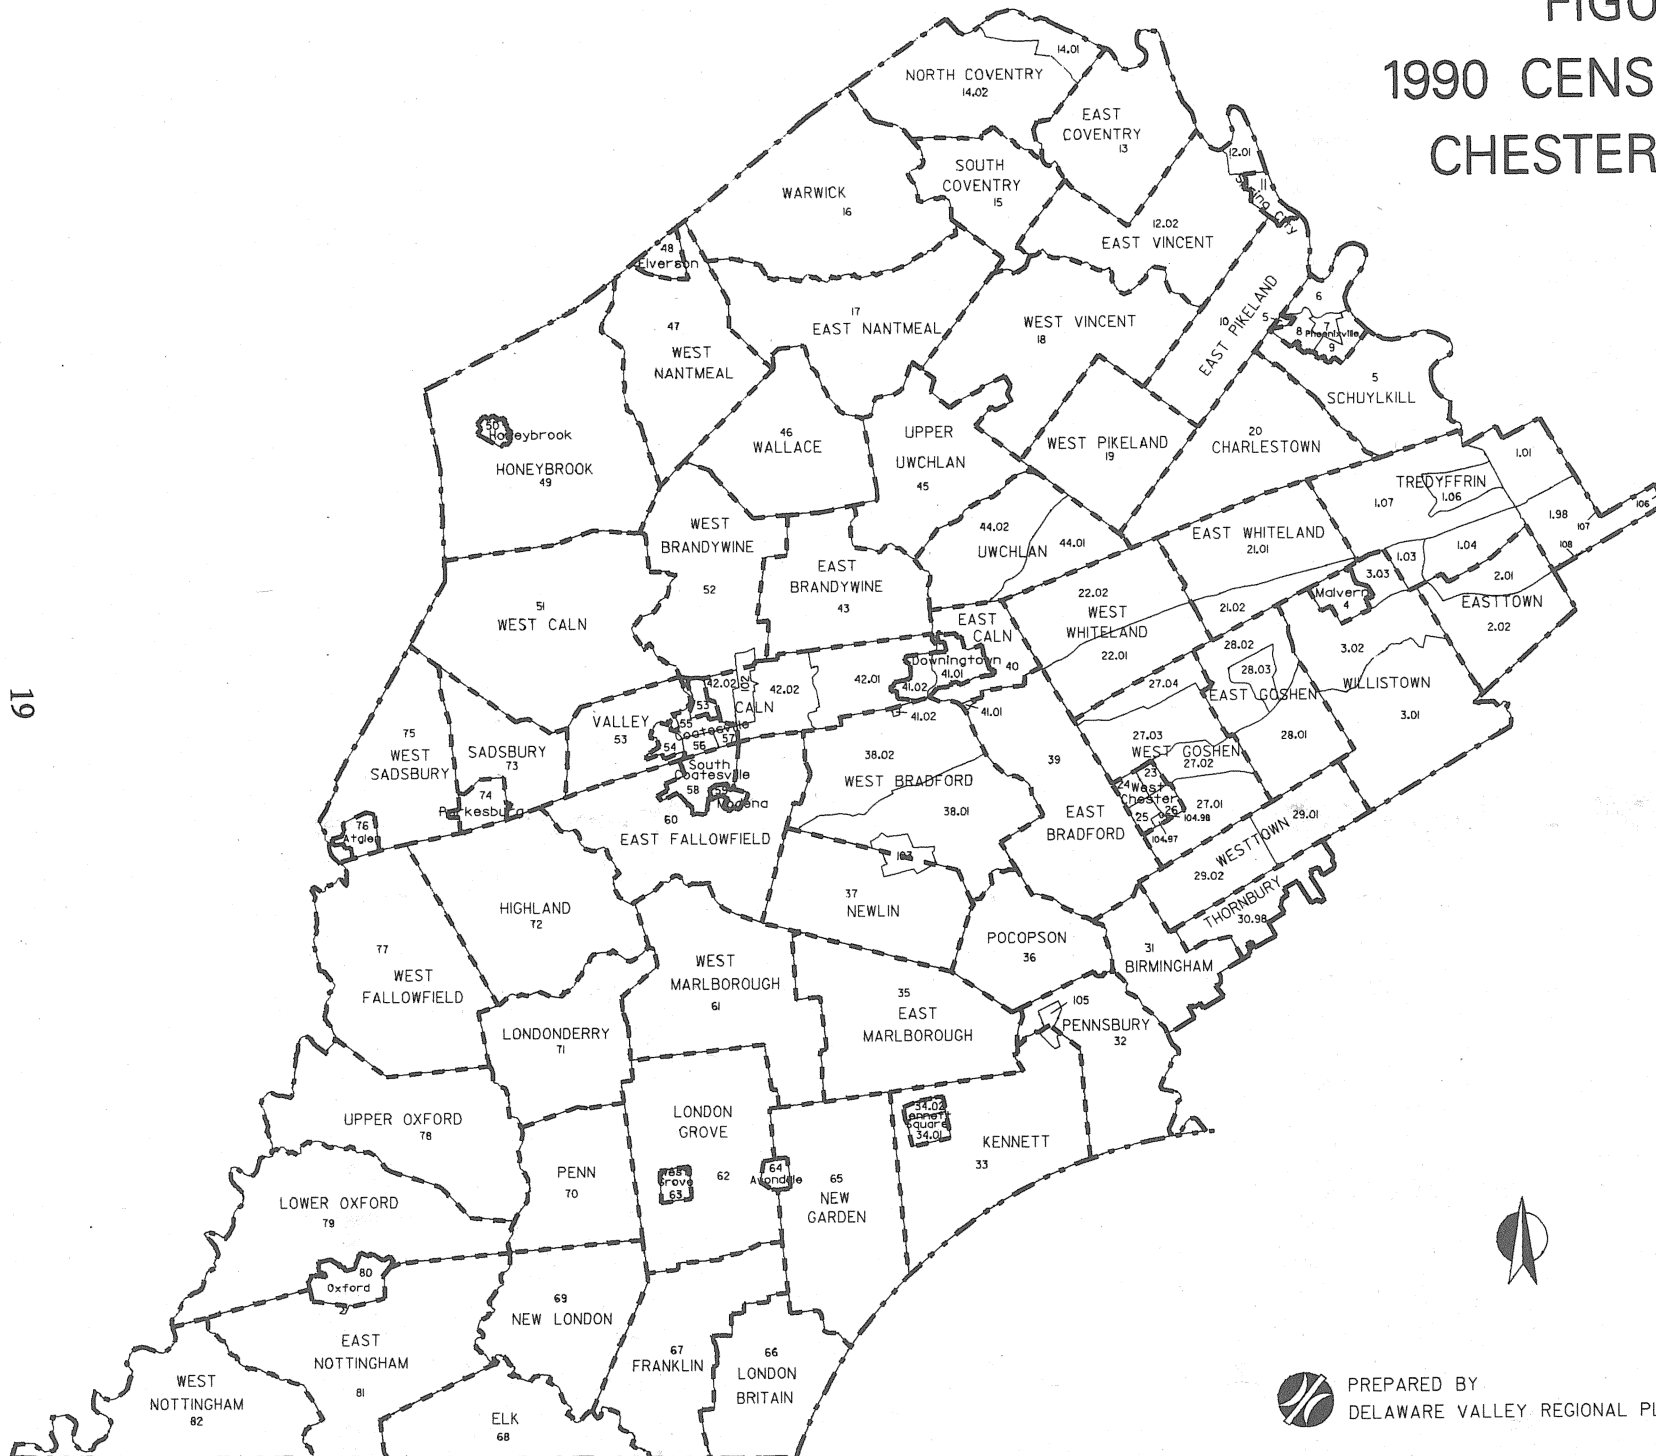 FIGU
1990 CENS
CHESTER
14.01
NORTH COVENTRY
14.02
EAST
COVENTRY
13
12.01
11
SOUTH
COVENTRY
15
WARWICK
16
12.02
EAST VINCENT
48
Elverson
47
WEST
NANTMEAL
17
EAST NANTMEAL
WEST VINCENT
18
10
EAST PIKELAND
6
5
8
7
Phoenixville
9
5
SCHUYLKILL
50
Honeybrook
HONEYBROOK
49
46
WALLACE
UPPER
UWCHLAN
45
WEST PIKELAND
19
20
CHARLESTOWN
1.01
TREDYFFRIN
1.06
1.07
1.98
107
106
108
WEST
BRANDYWINE
52
EAST
BRANDYWINE
43
44.02
UWCHLAN
44.01
EAST WHITELAND
21.01
1.03
1.04
3.03
Malvern
4
2.01
EASTTOWN
2.02
51
WEST CALN
22.02
WEST
WHITELAND
22.01
21.02
EAST
CALN
40
Downingtown
41.01
41.02
28.02
28.03
EAST GOSHEN
28.01
3.02
WILLISTOWN
3.01
42.02
102
42.02
CALN
42.01
41.02
41.01
27.04
VALLEY
53
53
55
Coatesville
54
56
57
75
WEST
SADSBURY
SADSBURY
73
74
Parkesburg
South
Coatesville
58
59
Modena
60
EAST FALLOWFIELD
38.02
WEST BRADFORD
38.01
39
EAST
BRADFORD
27.03
WEST GOSHEN
27.02
23
24
West
Chester
25
26
27.01
104.98
104.97
76
Atglen
103
WESTTOWN
29.01
29.02
THORNBURY
30.98
HIGHLAND
72
37
NEWLIN
POCOPSON
36
31
BIRMINGHAM
77
WEST
FALLOWFIELD
WEST
MARLBOROUGH
61
35
EAST
MARLBOROUGH
105
PENNSBURY
32
LONDONDERRY
71
UPPER OXFORD
78
LONDON
GROVE
62
34.02
Square
34.01
KENNETT
33
PENN
70
Grove
63
64
Avondale
65
NEW
GARDEN
LOWER OXFORD
79
80
Oxford
69
NEW LONDON
EAST
NOTTINGHAM
81
67
FRANKLIN
66
LONDON
BRITAIN
WEST
NOTTINGHAM
82
ELK
68
19
PREPARED BY
DELAWARE VALLEY REGIONAL PL